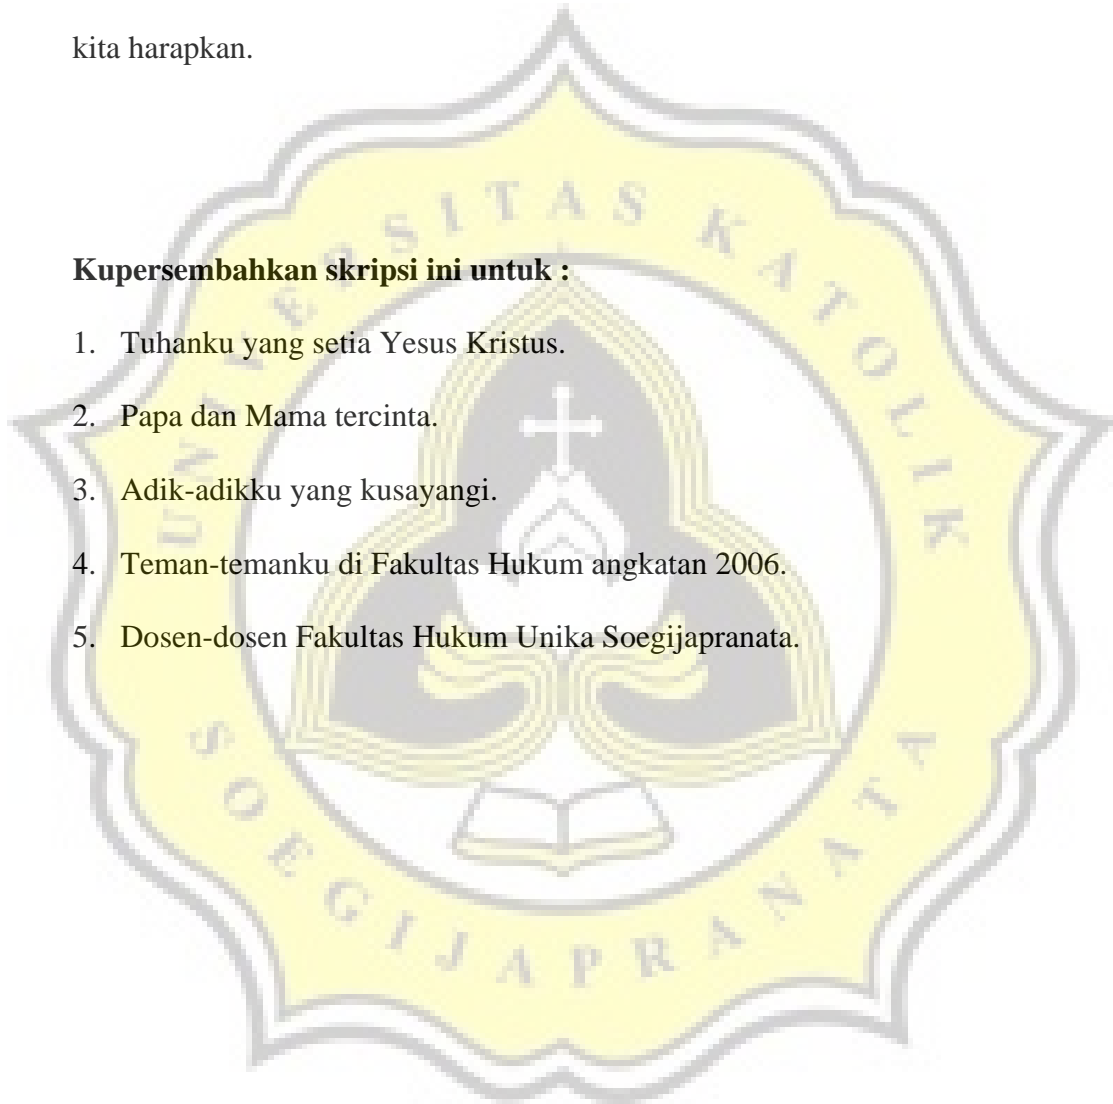 kita harapkan.
Kupersembahkan skripsi ini untuk :
1. Tuhanku yang setia Yesus Kristus.
2. Papa dan Mama tercinta.
3. Adik-adikku yang kusayangi.
4. Teman-temanku di Fakultas Hukum angkatan 2006.
5. Dosen-dosen Fakultas Hukum Unika Soegijapranata.
UNIVERSITAS KATOLIK
SOEGIJAPRANATA